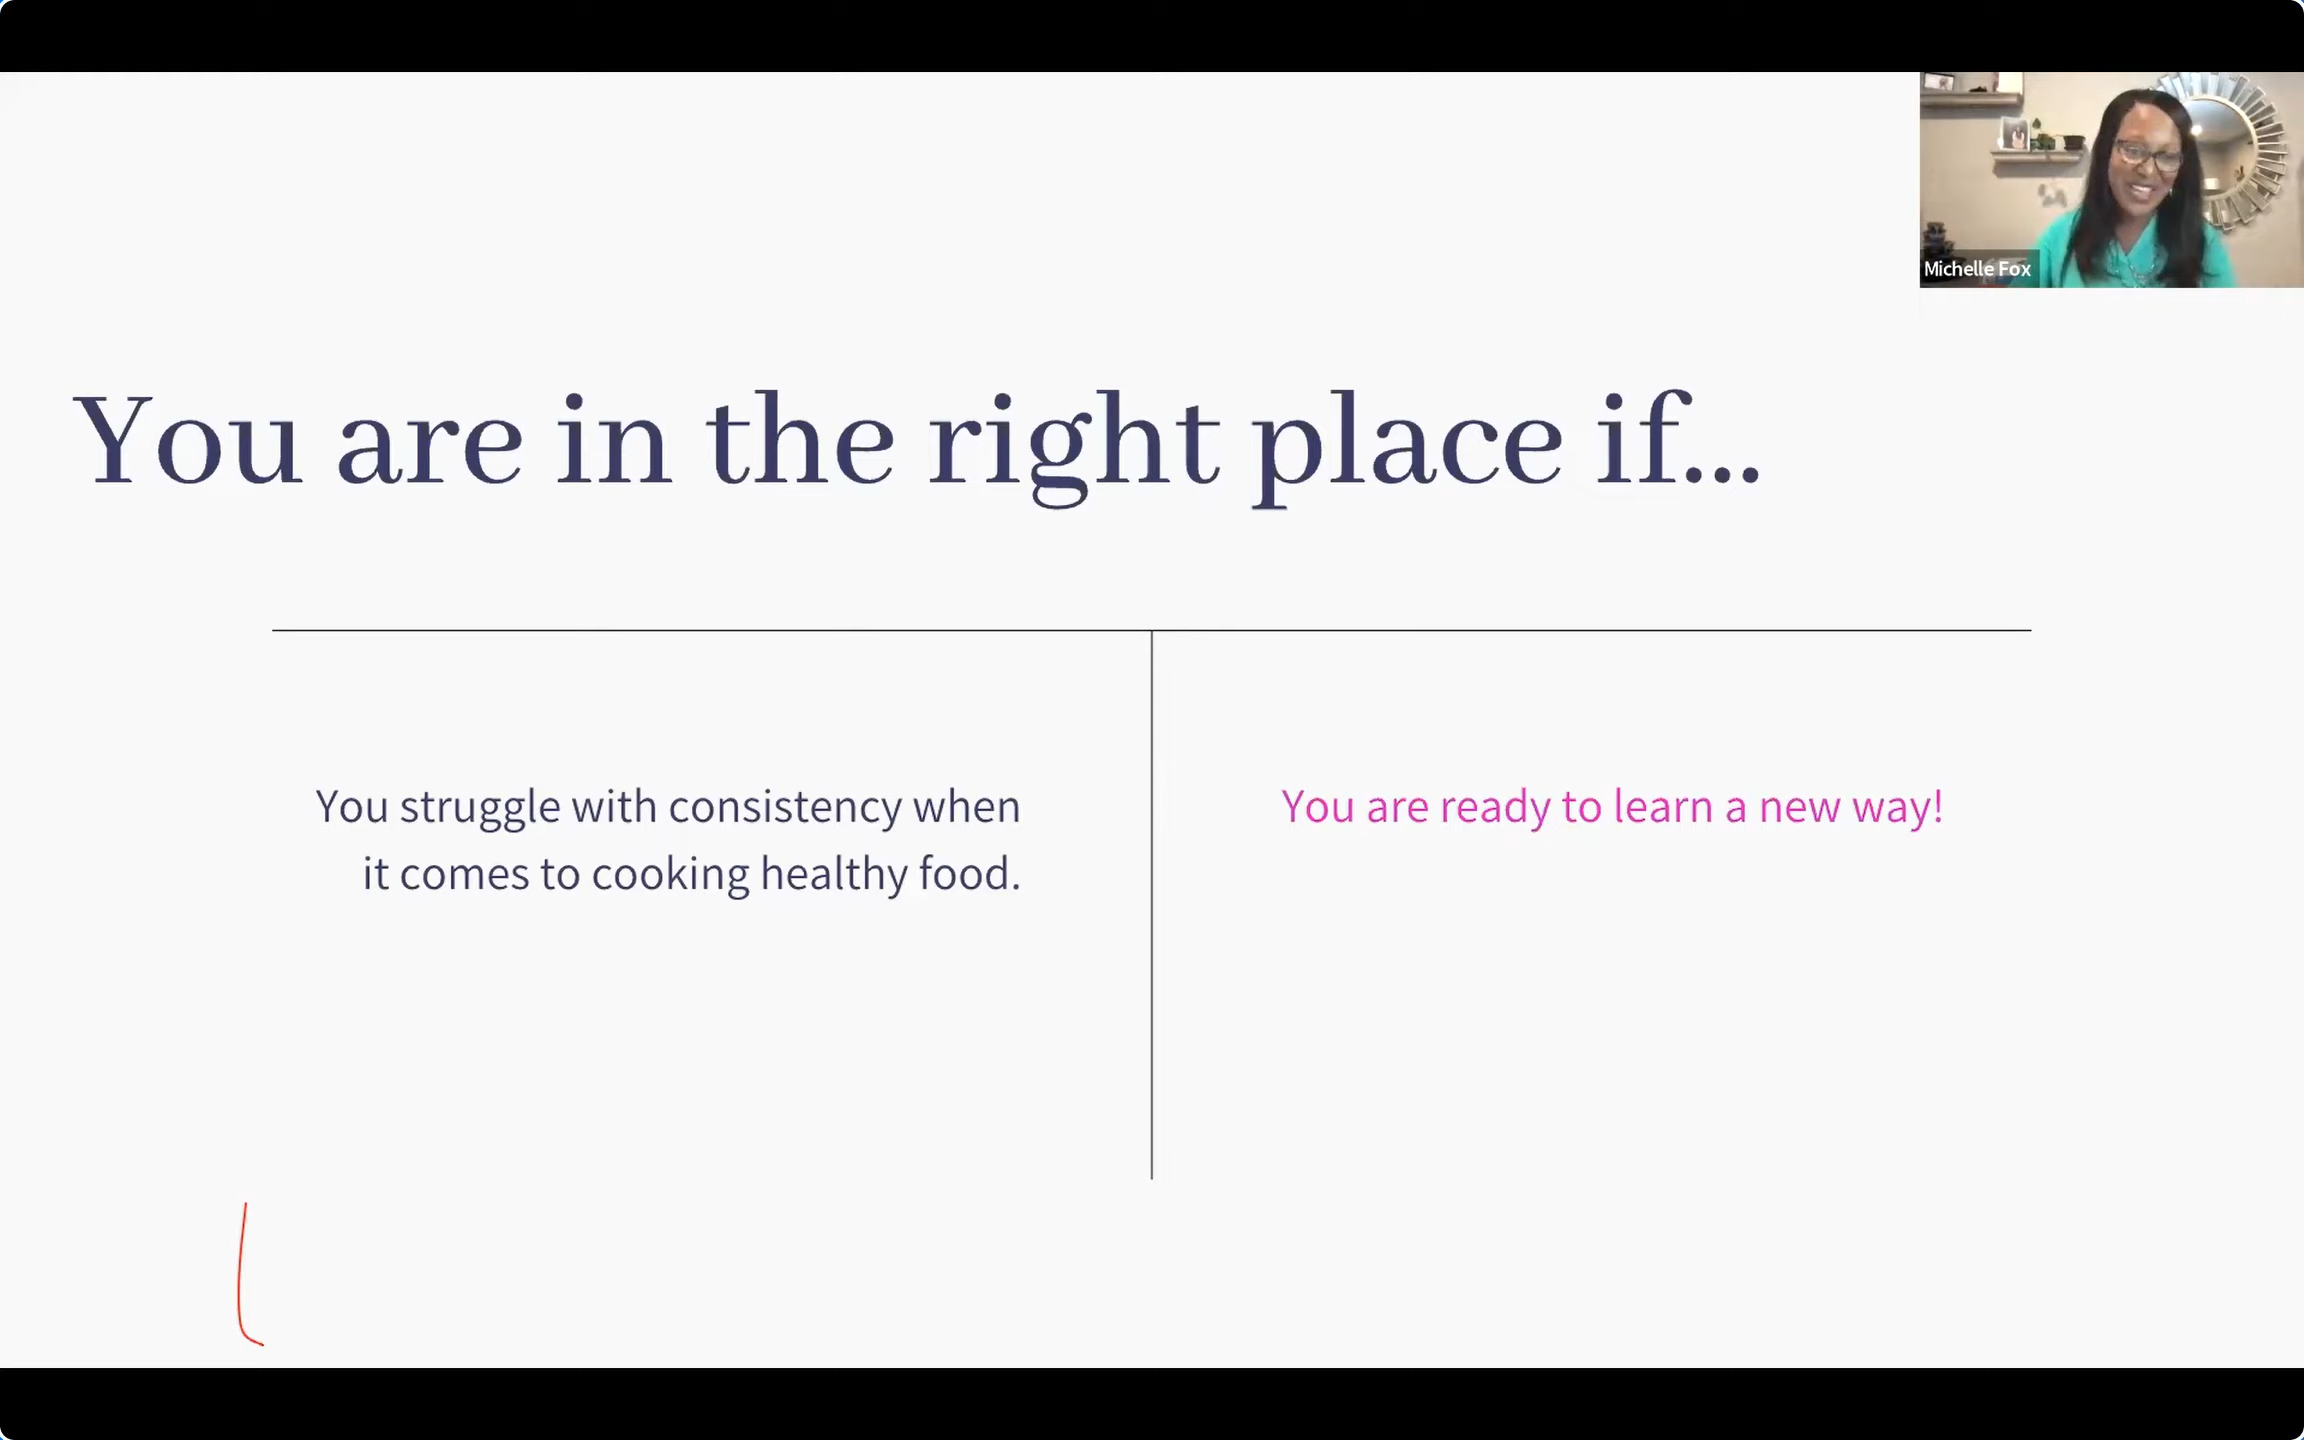 Michelle Fox
You are in the right place if...
You struggle with consistency when
it comes to cooking healthy food.
You are ready to learn a new way!